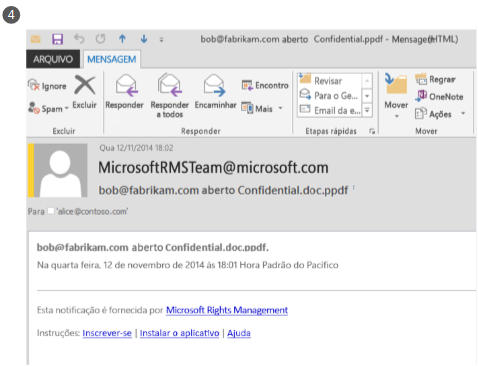 4
bob@fabrikam.com aberto Confidential.ppdf - Mensagem(HTML)
ARQUIVO MENSAGEM
Ignore
Spam
Excluir
Responder
Responder a todos
Encaminhar
Encontro
Mais
Revisar
Para o Ge...
Email da e...
Mover
Regrar
OneNote
Ações
Excluir Responder Etapas rápidas Mover
Qua 12/11/2014 18:02
MicrosoftRMSTeam@microsoft.com
bob@fabrikam.com aberto Confidential.doc.ppdf
Para 'alice@contoso.com'
bob@fabrikam.com aberto Confidential.doc.ppdf.
Na quarta feira, 12 de novembro de 2014 às 18:01 Hora Padrão do Pacífico
Esta notificação é fornecida por Microsoft Rights Management
Instruções: Inscrever-se | Instalar o aplicativo | Ajuda